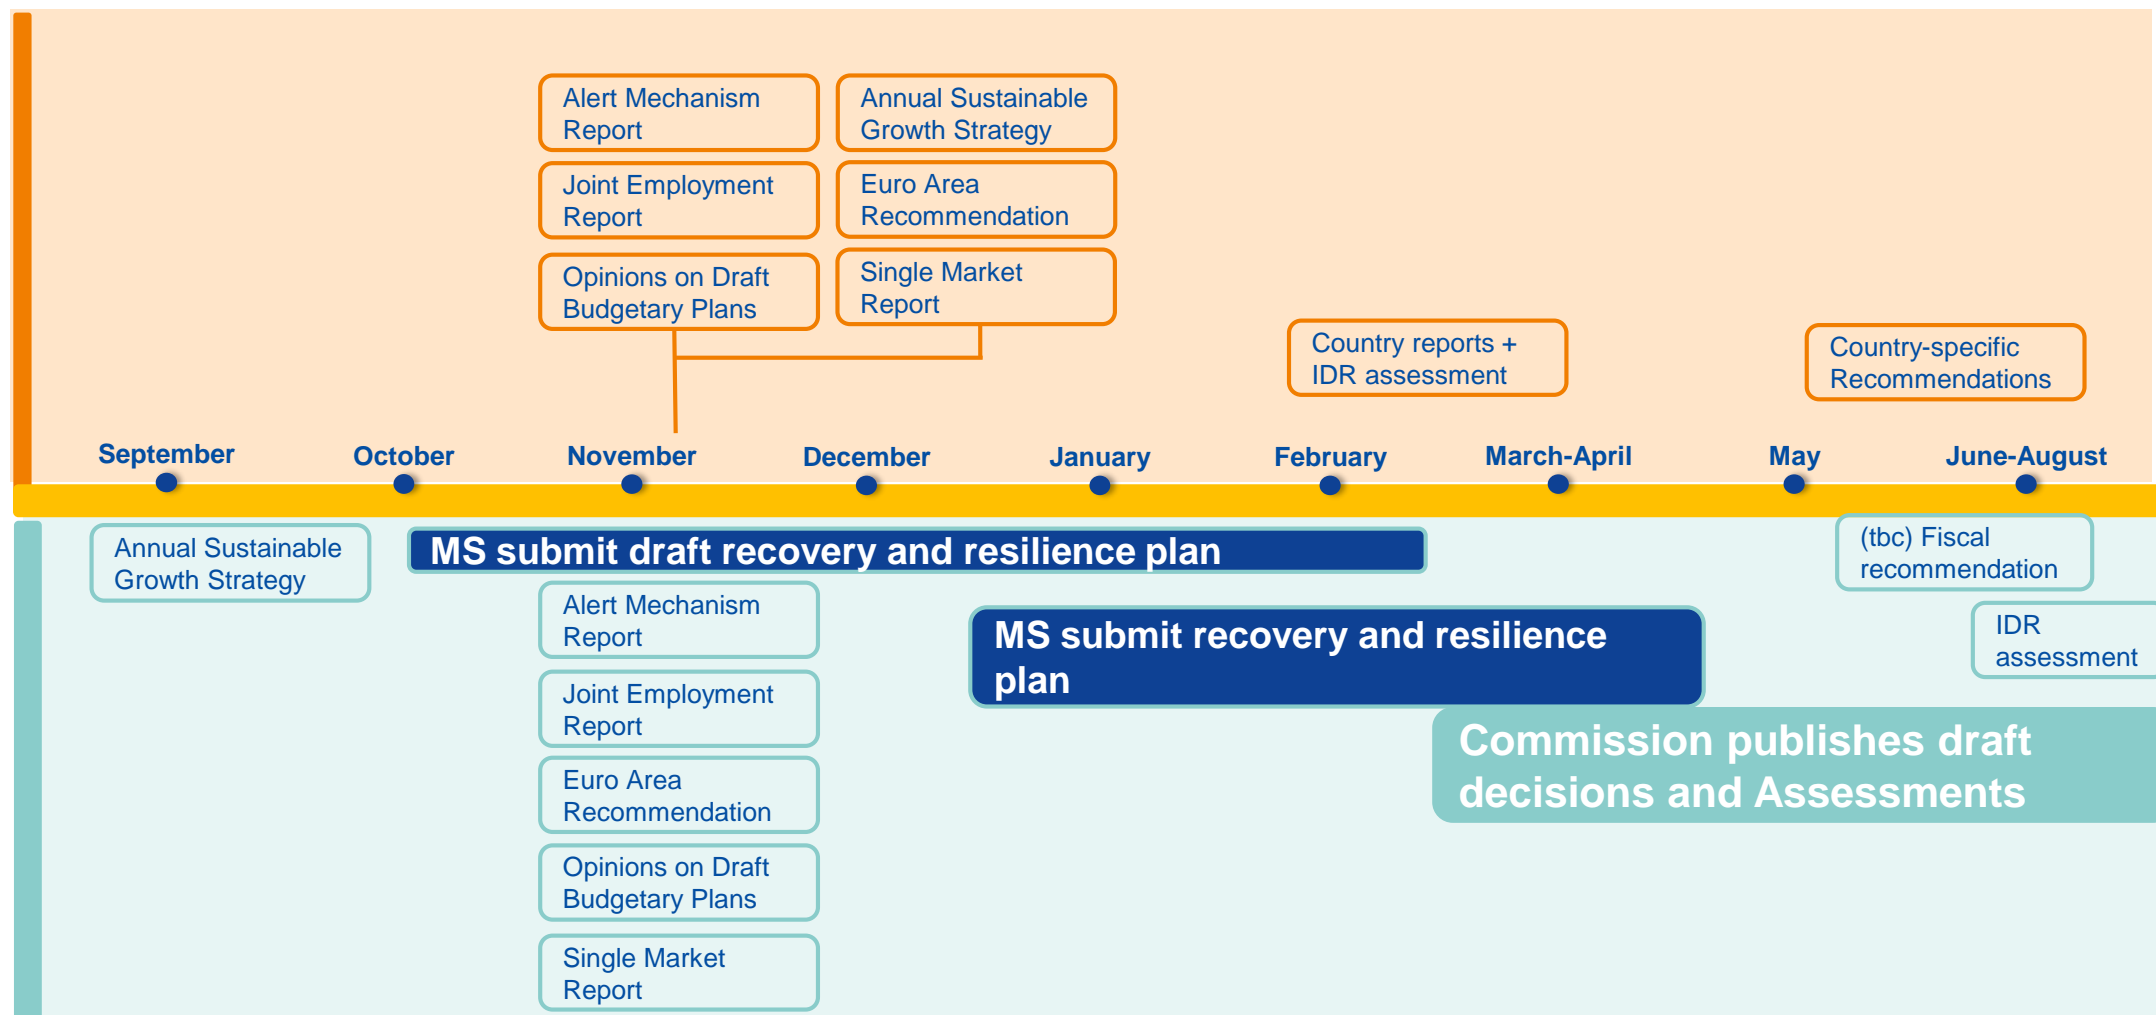 Alert Mechanism
Report
Annual Sustainable
Growth Strategy
Joint Employment
Report
Euro Area
Recommendation
Opinions on Draft
Budgetary Plans
Single Market
Report
Country reports +
IDR assessment
Country-specific
Recommendations
September
October
November
December
January
February
March-April
May
June-August
Annual Sustainable
Growth Strategy
MS submit draft recovery and resilience plan
(tbc) Fiscal
recommendation
Alert Mechanism
Report
MS submit recovery and resilience
plan
IDR
assessment
Joint Employment
Report
Commission publishes draft
decisions and Assessments
Euro Area
Recommendation
Opinions on Draft
Budgetary Plans
Single Market
Report